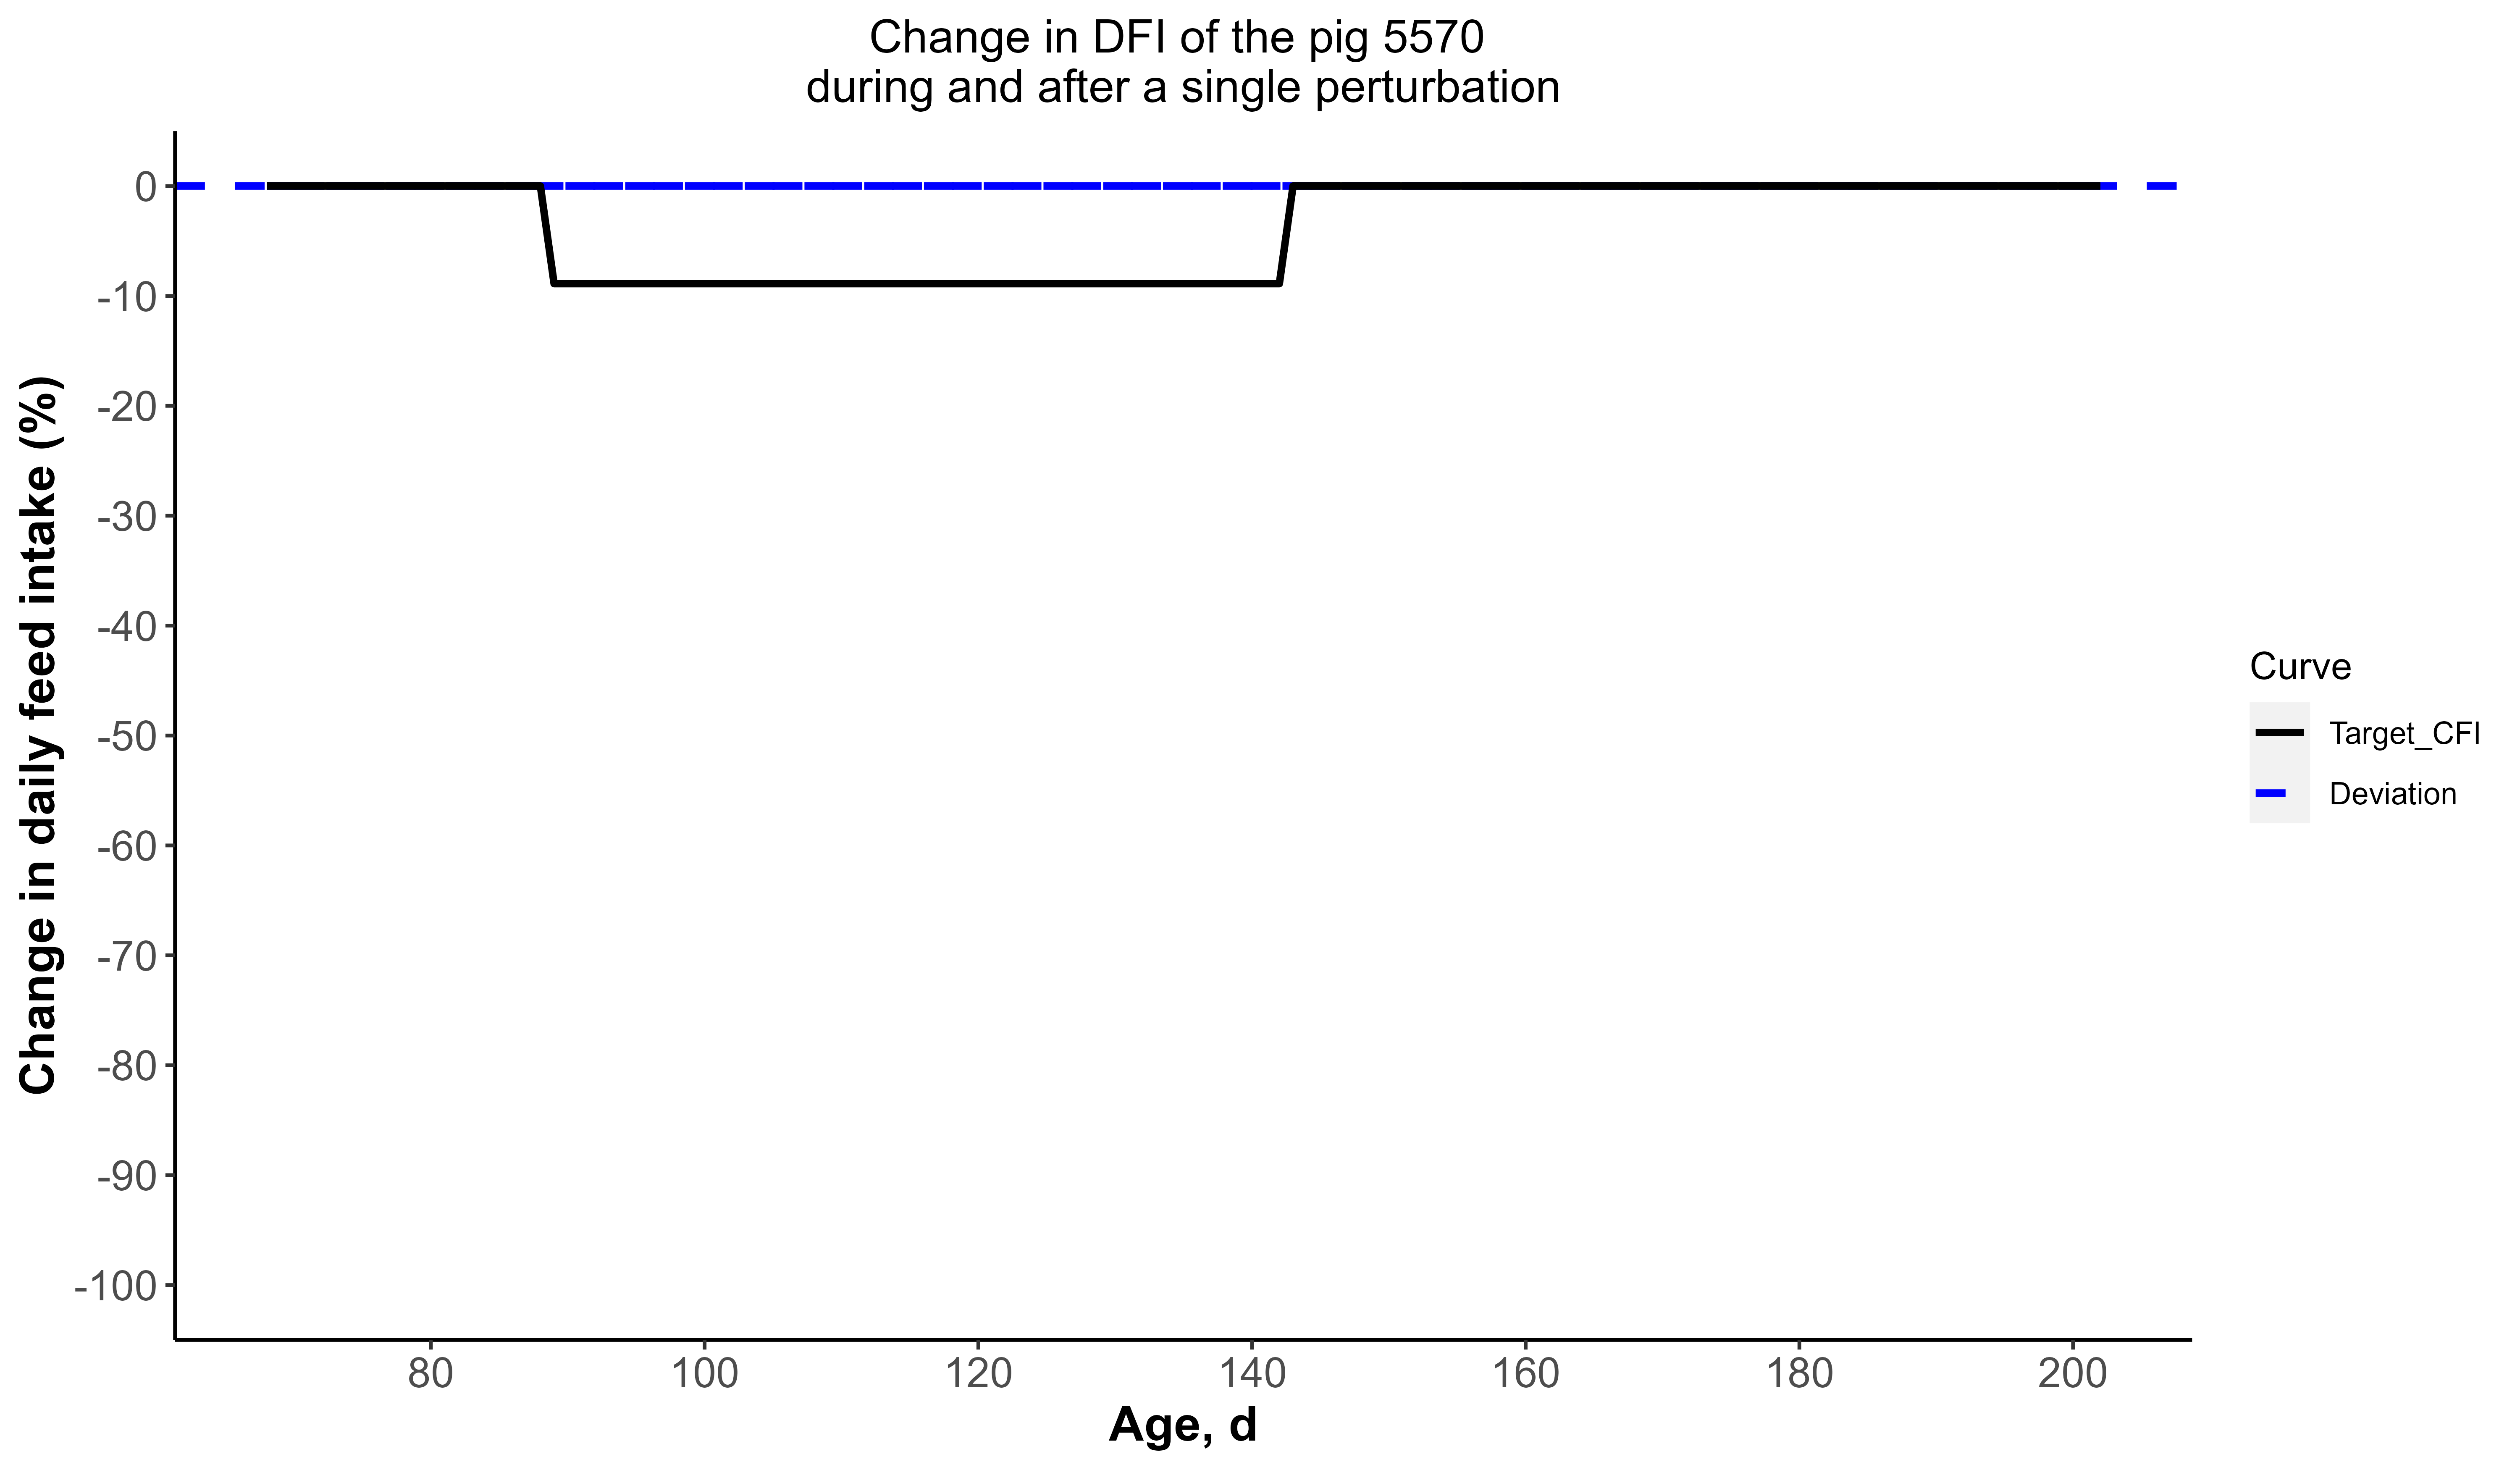 Change in DFI of the pig 5570
during and after a single perturbation
Change in daily feed intake (%)
0
-10
-20
-30
-40
-50
-60
-70
-80
-90
-100
80
100
120
140
160
180
200
Age, d
Curve
Target_CFI
Deviation